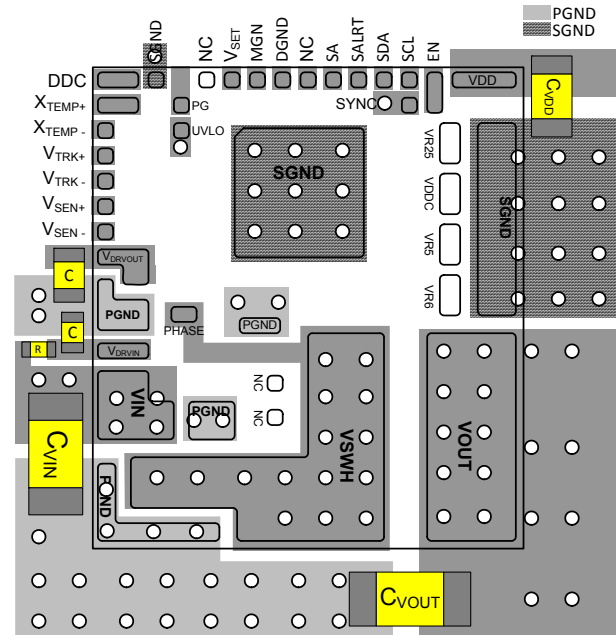 PGND
SGND
SGND
NC
VSET
MGN
DGND
NC
SA
SALRT
SDA
SCL
EN
DDC
VDD
CVDD
XTEMP+
PG
SYNC
XTEMP -
UVLO
VR25
VTRK+
VTRK -
SGND
VDDC
SGND
VSEN+
VSEN -
VR5
VDRVOUT
C
VR6
PGND
PHASE
PGND
C
R
VDRVIN
VIN
NC
NC
PGND
CVIN
VSWH
VOUT
PGND
CVOUT